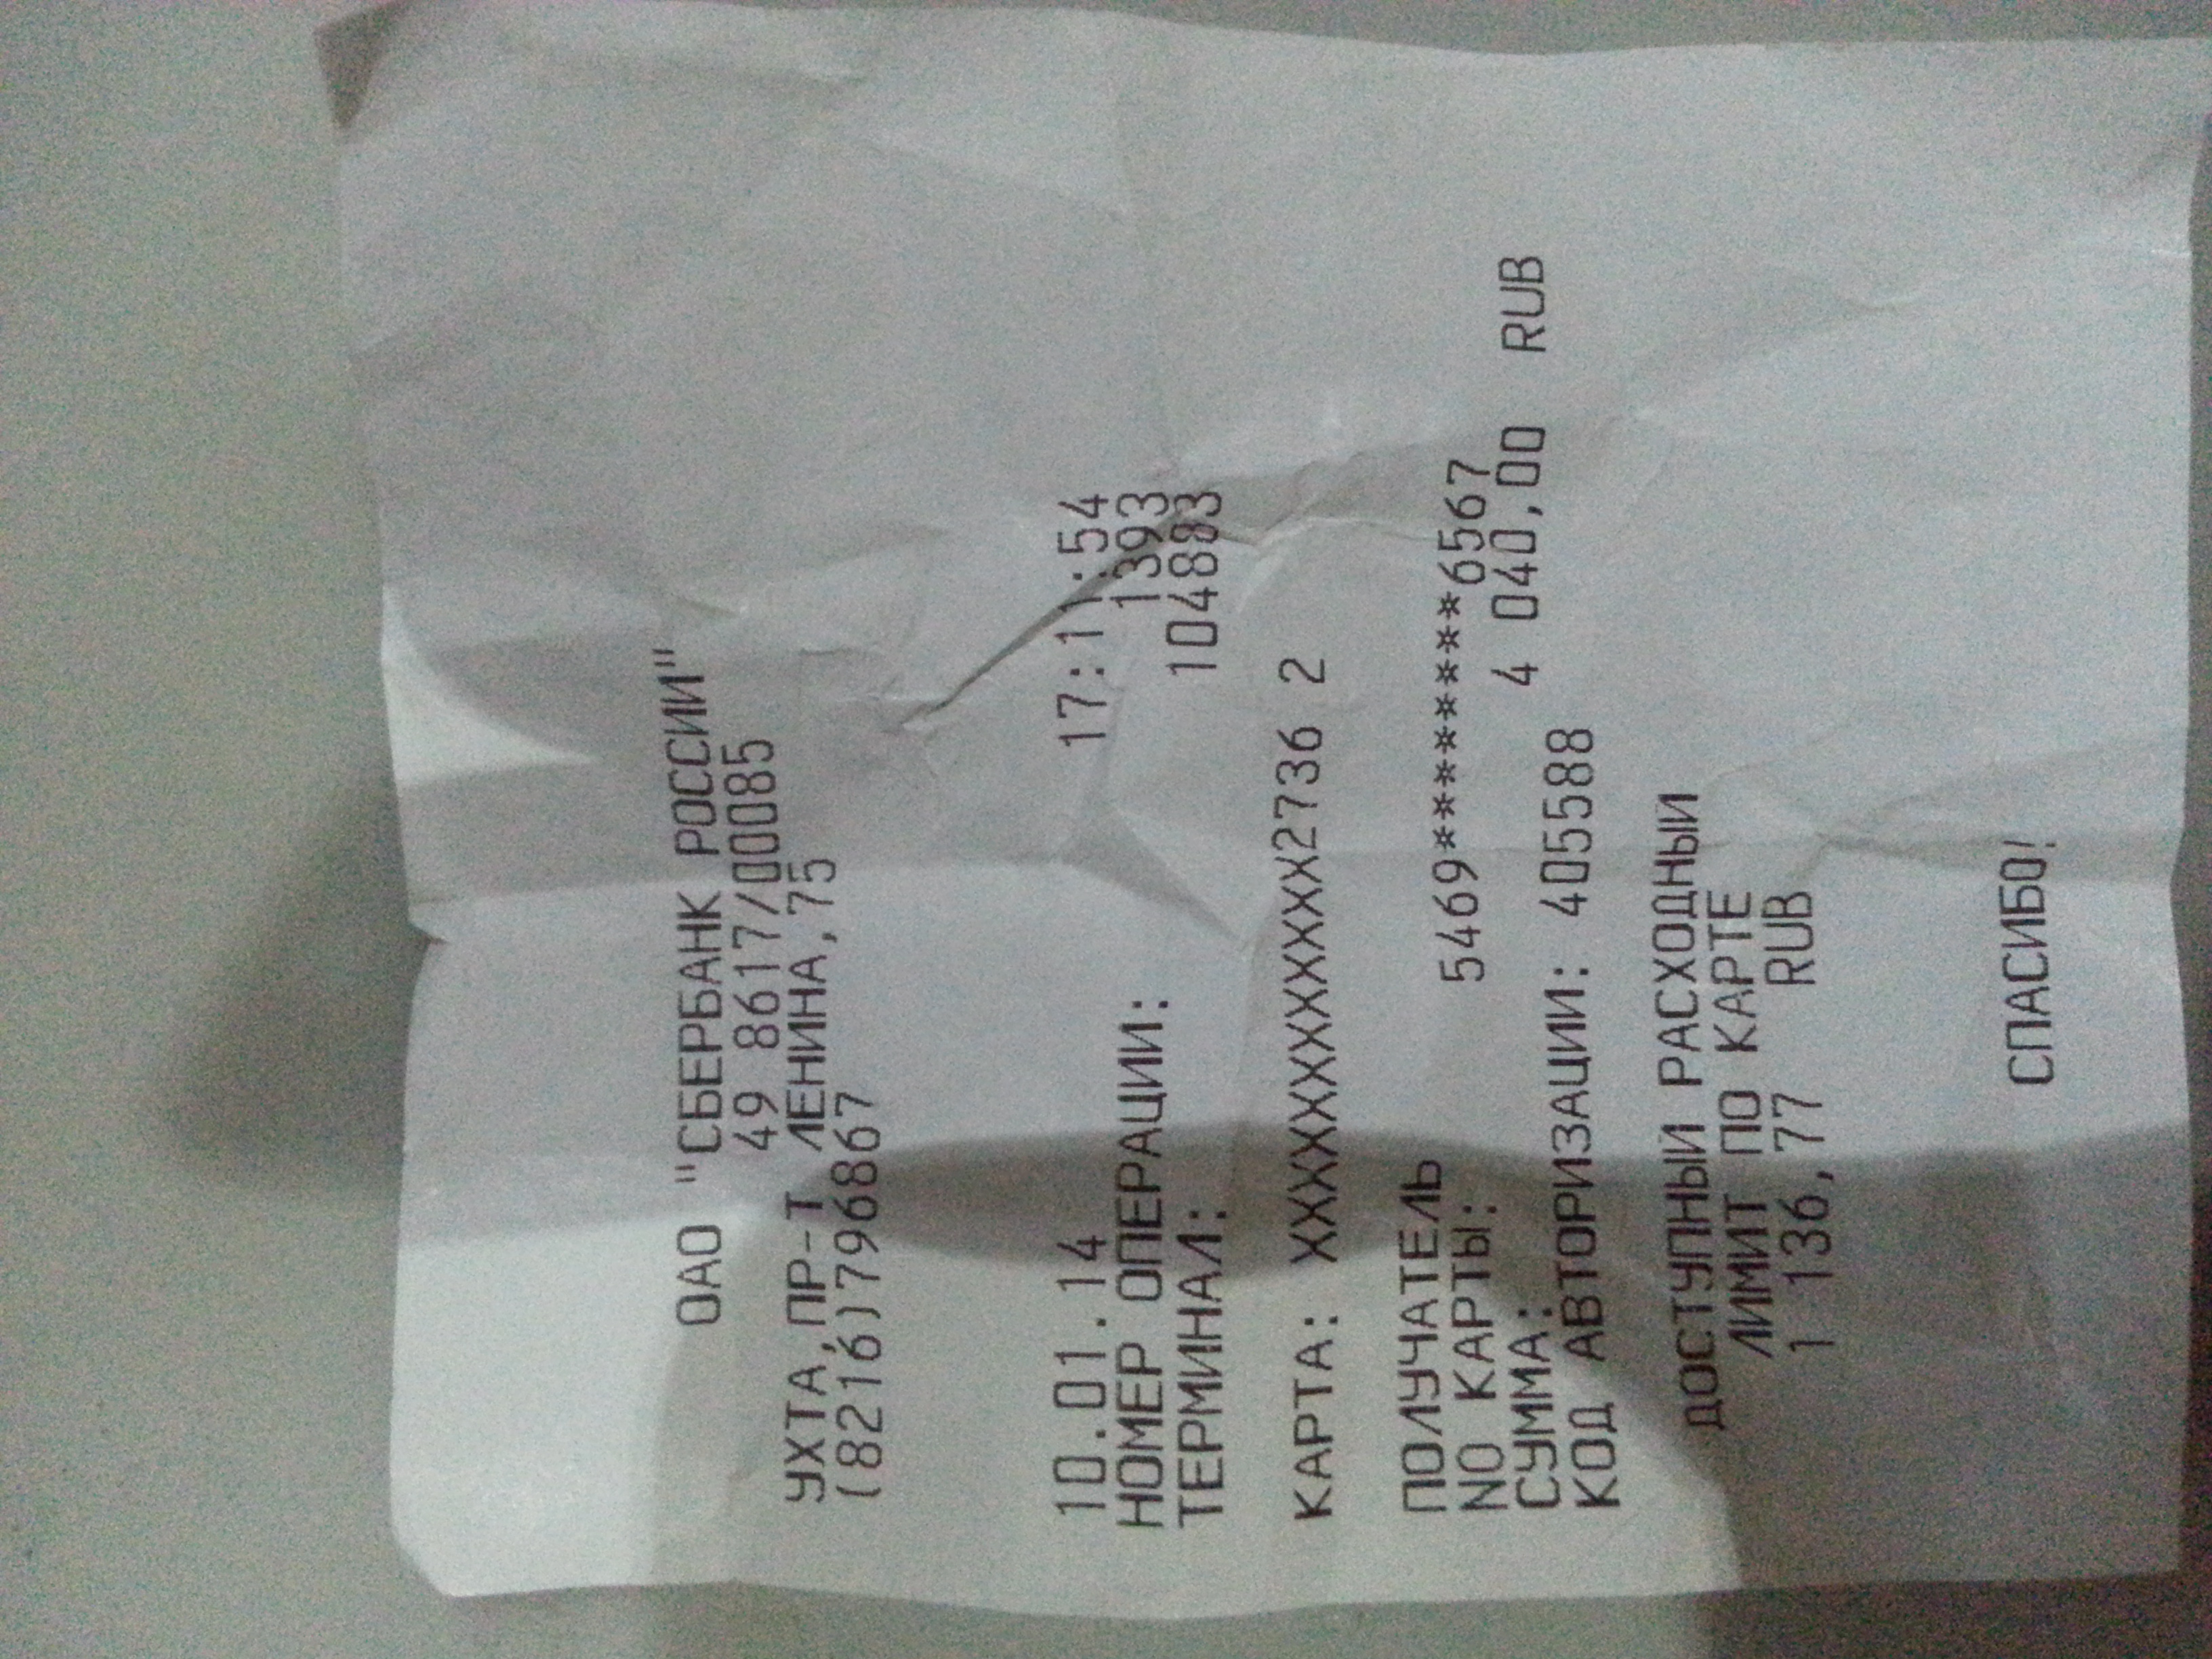 ОАО "СБЕРБАНК РОССИИ"
49 8617/00085
УХТА,ПР-Т ЛЕНИНА,75
(8216)796867
10.01.14 17:11:54
НОМЕР ОПЕРАЦИИ: 1393
ТЕРМИНАЛ: 104883
КАРТА: XXXXXXXXXXXXXX2736 2
ПОЛУЧАТЕЛЬ
NO КАРТЫ: 5469********6567
СУММА: 4 040,00 RUB
КОД АВТОРИЗАЦИИ: 405588
ДОСТУПНЫЙ РАСХОДНЫЙ
ЛИМИТ ПО КАРТЕ
1 136,77 RUB
СПАСИБО!